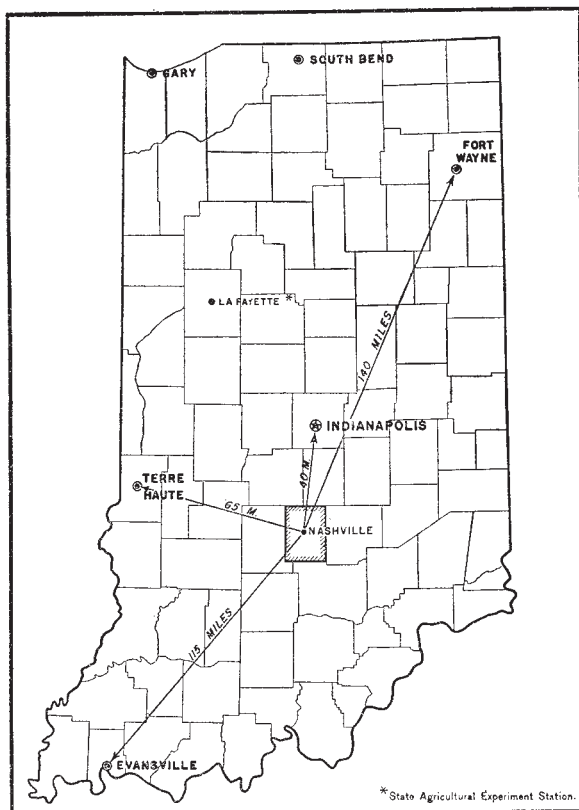 GARY
SOUTH BEND
FORT
WAYNE
LA FAYETTE *
140 MILES
INDIANAPOLIS
40 M.
TERRE
HAUTE
65 M.
NASHVILLE
115 MILES
EVANSVILLE
* State Agricultural Experiment Station.